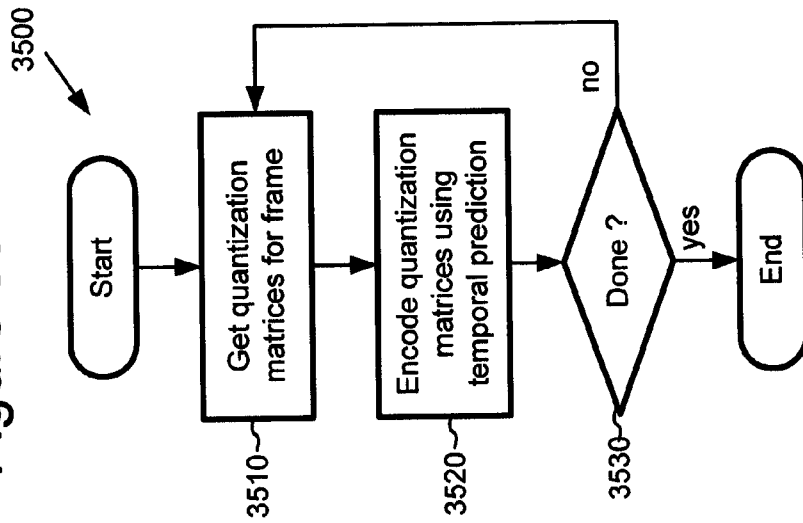 Figure
3500
Start
Get quantization
matrices for frame
3510
Encode quantization
matrices using
temporal prediction
3520
Done ?
3530
no
yes
End